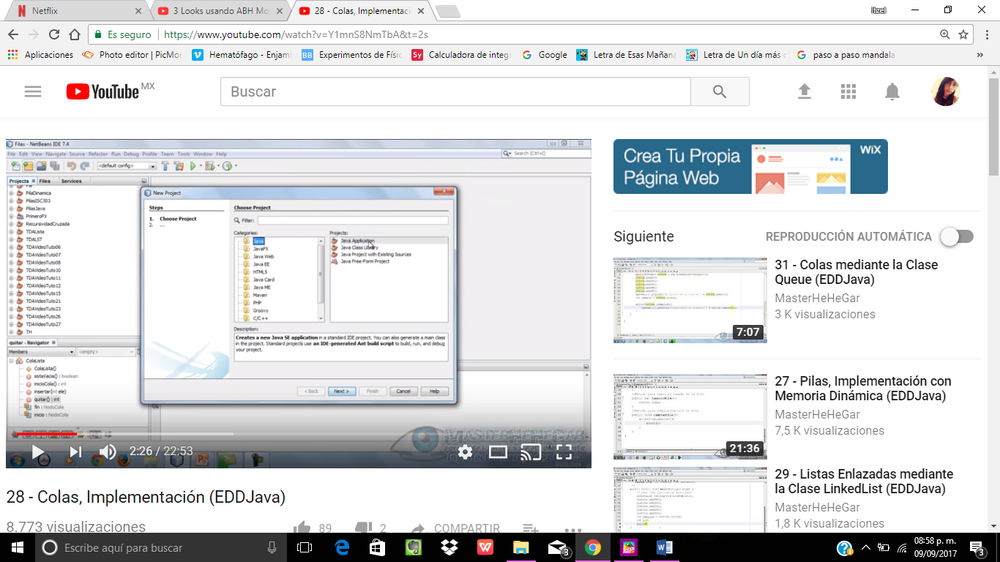 Netflix
3 Looks usando ABH Mo
28 - Colas, Implementaci
Itzel
Es seguro
https://www.youtube.com/watch?v=Y1mnS8NmTbA&t=2s
Aplicaciones
Photo editor | PicMor
Hematófago - Enjam
BB
Experimentos de Físic
Sy
Calculadora de integr
Google
Letra de Esas Mañana
Letra de Un día más
paso a paso mandala
YouTube MX
Buscar
Filas - NetBeans IDE 7.4
File Edit View Navigate Source Refactor Run Debug Profile Team Tools Window Help
Search (Ctrl+I)
<default config>
Projects Files Services
PilaDinamica
PilasISC303
PilasJava
PrimeroFX
RecursividadCruzada
TDALista
TDALST
TDAVideoTuto06
TDAVideoTuto07
TDAVideoTuto08
TDAVideoTuto10
TDAVideoTuto11
TDAVideoTuto12
TDAVideoTuto15
TDAVideoTuto21
TDAVideoTuto23
TDAVideoTuto26
TDAVideoTuto27
TH
quitar - Navigator
Members
<empty>
ColaLista
ColaLista()
estaVacia() : boolean
inicioCola() : int
insertar(int ele)
quitar() : int
fin : NodoCola
inicio : NodoCola
New Project
Steps
1. Choose Project
2. ...
Choose Project
Filter:
Categories:
Java
JavaFX
Java Web
Java EE
HTML5
Java Card
Java ME
Maven
PHP
Groovy
C/C++
Projects:
Java Application
Java Class Library
Java Project with Existing Sources
Java Free-Form Project
Description:
Creates a new Java SE application in a standard IDE project. You can also generate a main class
in the project. Standard projects use an IDE-generated Ant build script to build, run, and debug
your project.
< Back
Next >
Finish
Cancel
Help
MASTERHEHEGAR
2:26 / 22:53
28 - Colas, Implementación (EDDJava)
8.773 visualizaciones
89
2
COMPARTIR
Crea Tu Propia
Página Web
WiX
Siguiente
REPRODUCCIÓN AUTOMÁTICA
31 - Colas mediante la Clase
Queue (EDDJava)
MasterHeHeGar
3 K visualizaciones
7:07
27 - Pilas, Implementación con
Memoria Dinámica (EDDJava)
MasterHeHeGar
7,5 K visualizaciones
21:36
29 - Listas Enlazadas mediante
la Clase LinkedList (EDDJava)
MasterHeHeGar
1,8 K visualizaciones
Escribe aquí para buscar
3
08:58 p. m.
09/09/2017
3